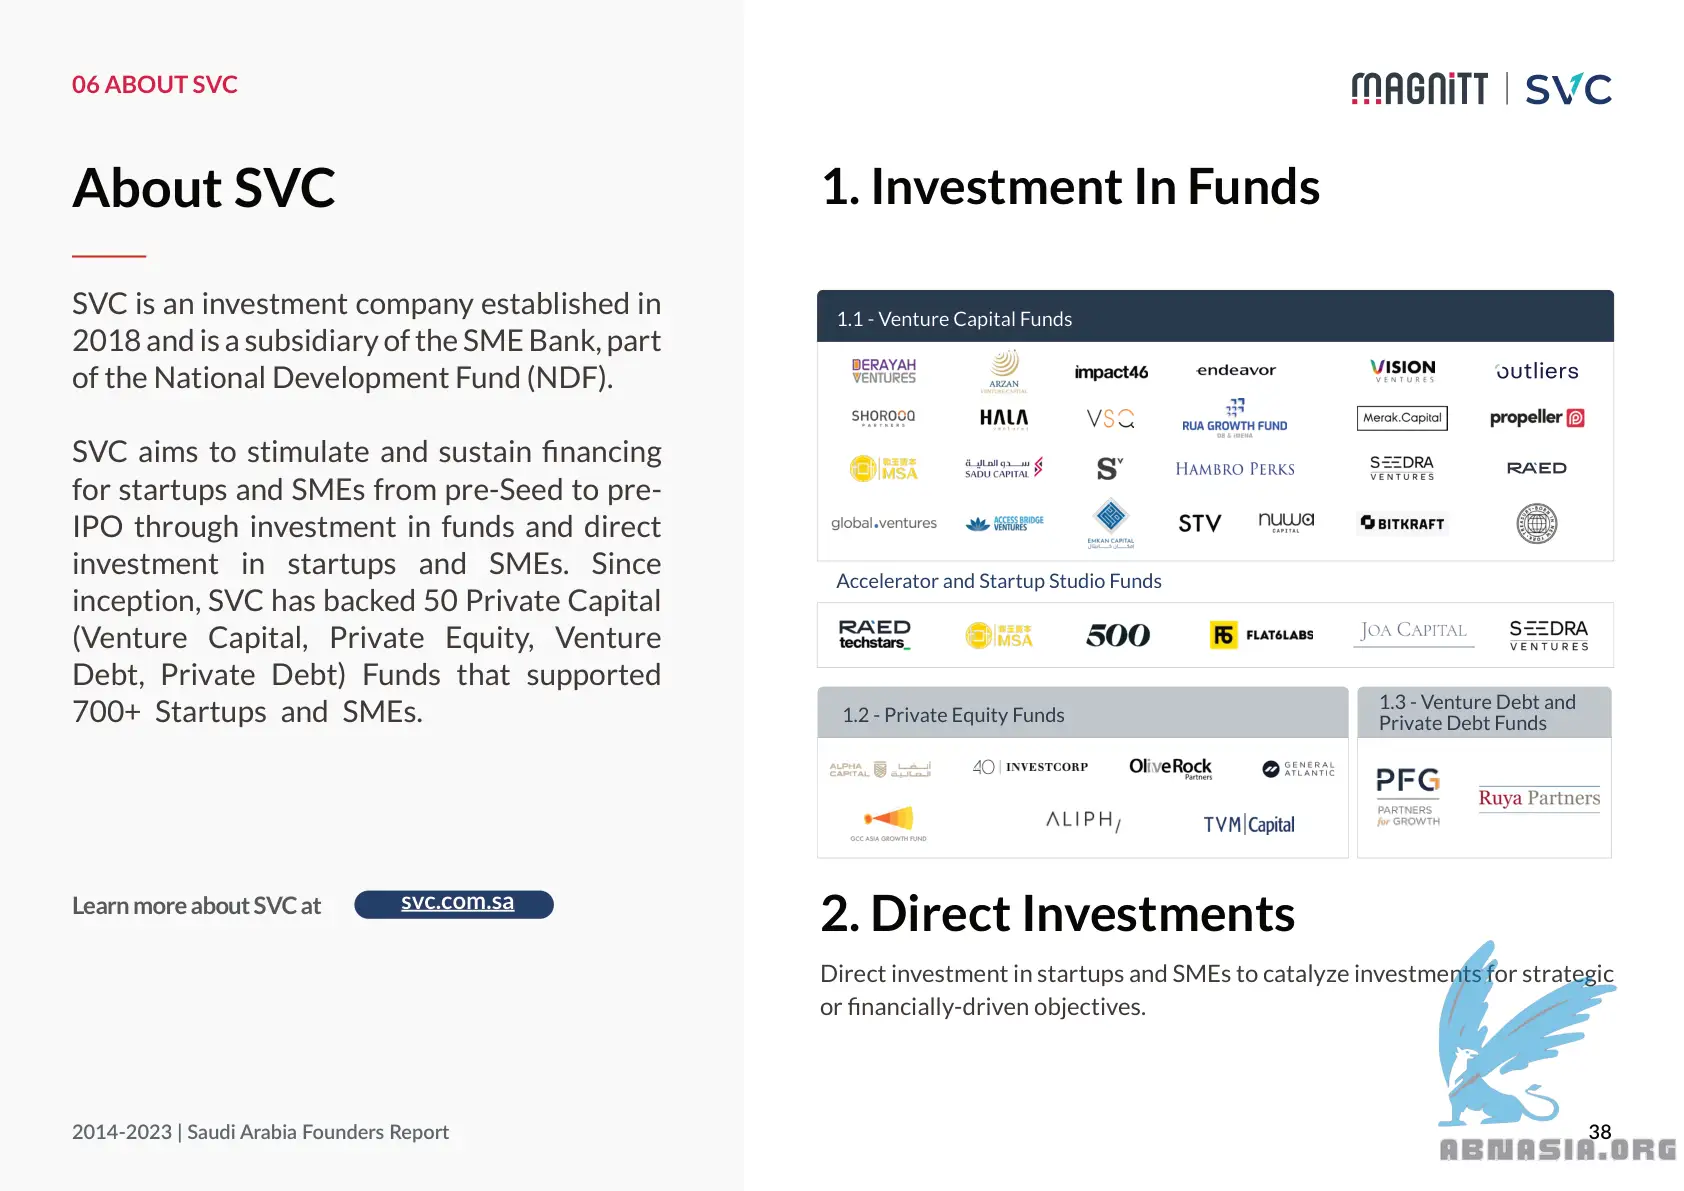 06 ABOUT SVC
MAGNiTT | SVC
About SVC
SVC is an investment company established in
2018 and is a subsidiary of the SME Bank, part
of the National Development Fund (NDF).
SVC aims to stimulate and sustain financing
for startups and SMEs from pre-Seed to pre-
IPO through investment in funds and direct
investment in startups and SMEs. Since
inception, SVC has backed 50 Private Capital
(Venture Capital, Private Equity, Venture
Debt, Private Debt) Funds that supported
700+ Startups and SMEs.
Learn more about SVC at svc.com.sa
1. Investment In Funds
1.1 - Venture Capital Funds
DERAYAH VENTURES
ARZAN
VENTURE CAPITAL
impact46
endeavor
VISION
VENTURES
outliers
SHOROOQ
PARTNERS
HALA
ventures
VSQ
RUA GROWTH FUND
Merak.Capital
propeller
MSA
سدو المالية
SADU CAPITAL
SV
HAMBRO PERKS
SEEDRA
VENTURES
RAED
global.ventures
ACCESS BRIDGE
VENTURES
EMKAN CAPITAL
STV
nuwa
CAPITAL
BITKRAFT
Accelerator and Startup Studio Funds
RAED
techstars_
MSA
500
F6 FLAT6LABS
JOA CAPITAL
SEEDRA
VENTURES
1.2 - Private Equity Funds
ALPHA
CAPITAL
40 | INVESTCORP
OliveRock
Partners
GENERAL
ATLANTIC
GCC ASIA GROWTH FUND
ALIPH/
TVM|Capital
1.3 - Venture Debt and
Private Debt Funds
PFG
PARTNERS
for GROWTH
Ruya Partners
2. Direct Investments
Direct investment in startups and SMEs to catalyze investments for strategic
or financially-driven objectives.
2014-2023 | Saudi Arabia Founders Report
38
ABNASIA.ORG